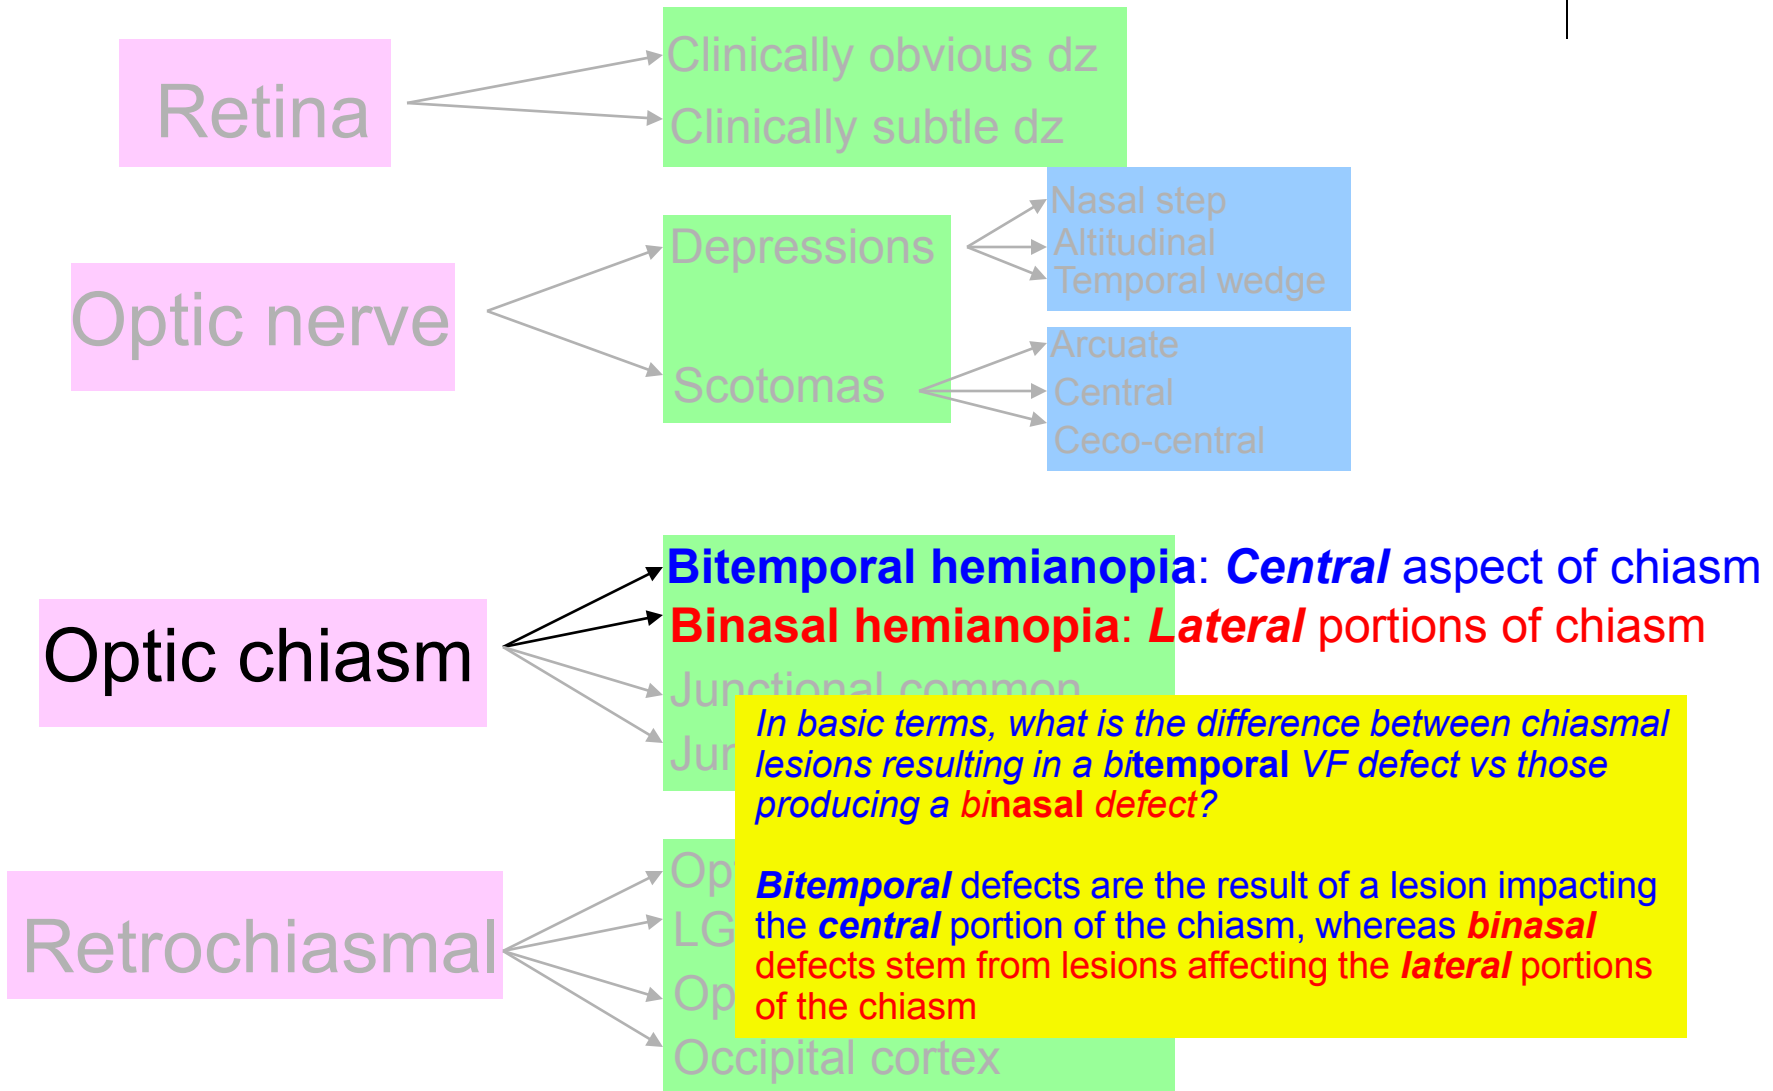 Retina
Clinically obvious dz
Clinically subtle dz
Optic nerve
Depressions
Nasal step
Altitudinal
Temporal wedge
Scotomas
Arcuate
Central
Ceco-central
Optic chiasm
Bitemporal hemianopia: Central aspect of chiasm
Binasal hemianopia: Lateral portions of chiasm
Junctional common
In basic terms, what is the difference between chiasmal
lesions resulting in a bitemporal VF defect vs those
producing a binasal defect?
Bitemporal defects are the result of a lesion impacting
the central portion of the chiasm, whereas binasal
defects stem from lesions affecting the lateral portions
of the chiasm
Retrochiasmal
Occipital cortex